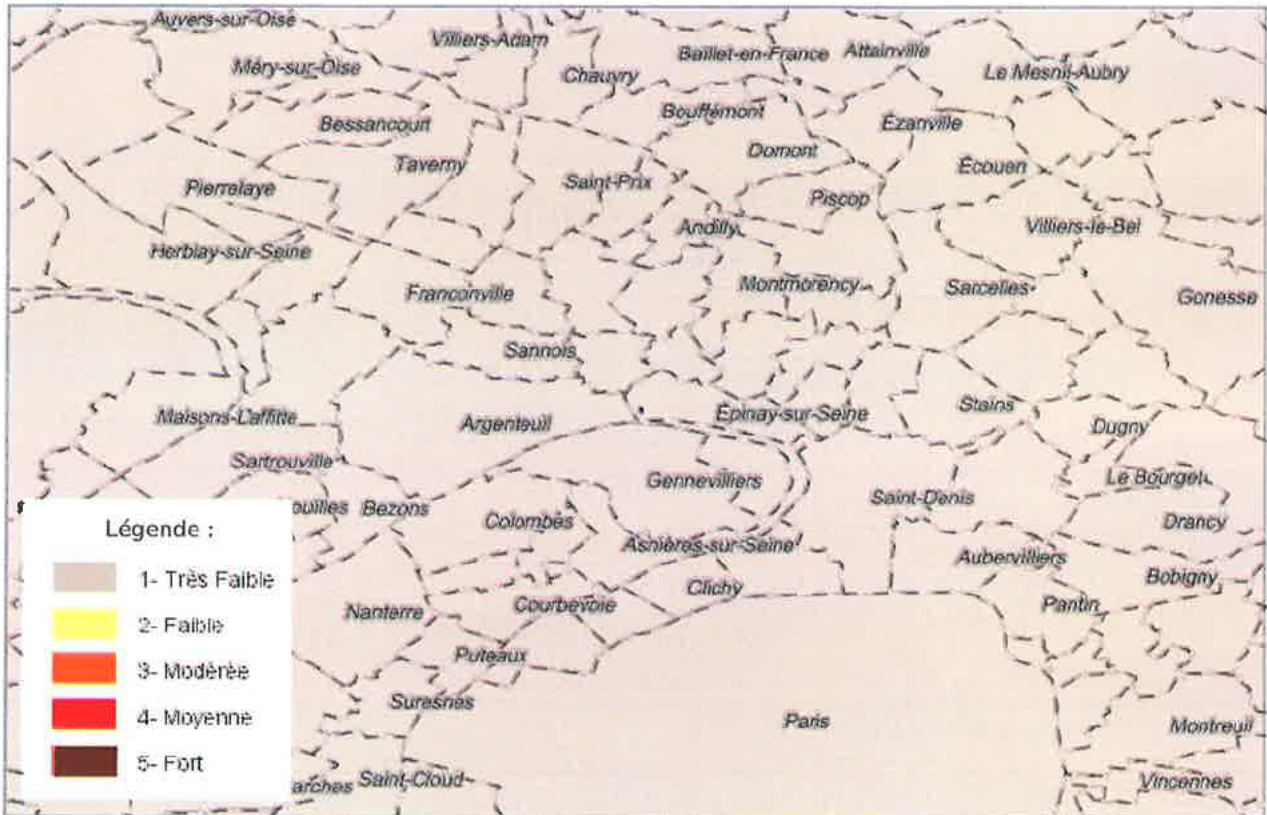 Auvers-sur-Oise
Villiers-Adam
Baillet-en-France
Attainville
Méry-sur-Oise
Chauvry
Le Mesnil-Aubry
Bessancourt
Bouffémont
Ézanville
Taverny
Domont
Écouen
Pierrelaye
Saint-Prix
Piscop
Andilly
Villiers-le-Bel
Herblay-sur-Seine
Franconville
Montmorency
Sarcelles
Gonesse
Sannois
Maisons-Laffitte
Argenteuil
Épinay-sur-Seine
Stains
Dugny
Sartrouville
Gennevilliers
Le Bourget
ouilles
Bezons
Colombes
Saint-Denis
Drancy
Asnières-sur-Seine
Aubervilliers
Bobigny
Clichy
Nanterre
Courbevoie
Pantin
Puteaux
Suresnes
Paris
Montreuil
arches
Saint-Cloud
Vincennes
Légende :
1- Très Faible
2- Faible
3- Modérée
4- Moyenne
5- Fort